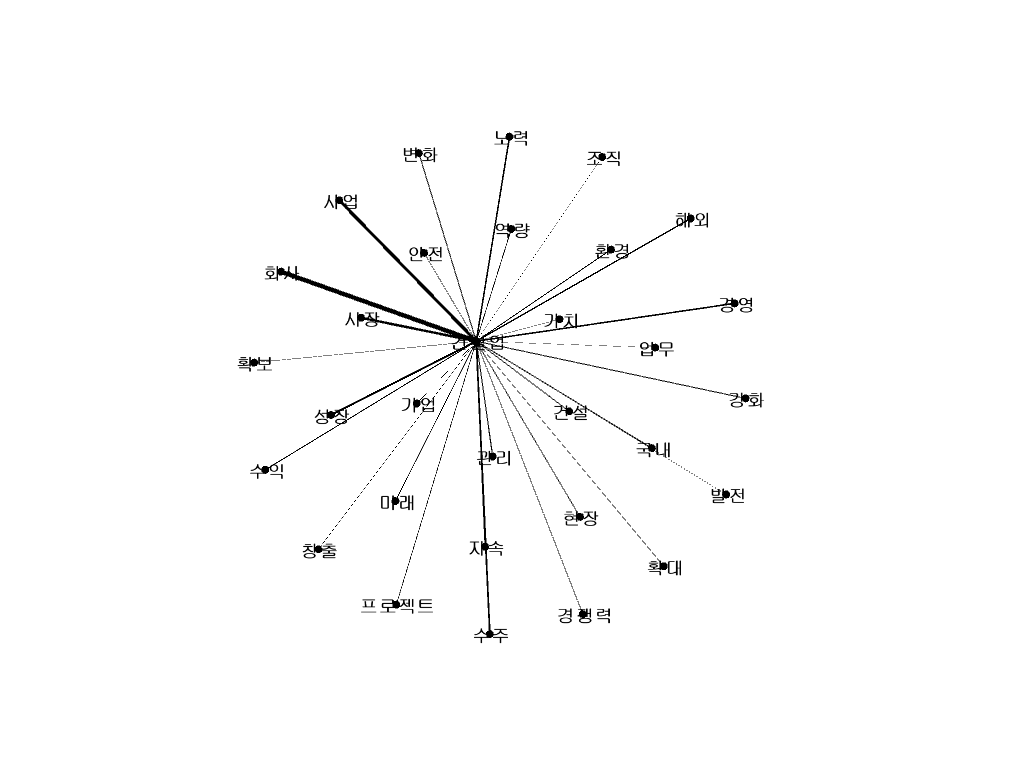 노력
변화
조직
사업
해외
역량
환경
안전
회사
경영
사장
가치
업무
확보
강화
기업
건설
성장
국내
관리
수익
발전
미래
현장
지속
창출
확대
프로젝트
경쟁력
수주